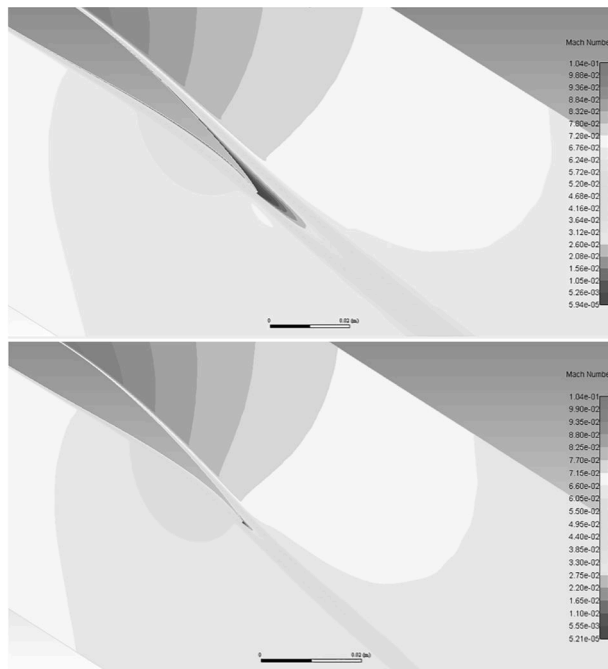 Mach Number
1.04e-01
9.88e-02
9.36e-02
8.84e-02
8.32e-02
7.80e-02
7.28e-02
6.76e-02
6.24e-02
5.72e-02
5.20e-02
4.68e-02
4.16e-02
3.64e-02
3.12e-02
2.60e-02
2.08e-02
1.56e-02
1.05e-02
5.26e-03
5.94e-05
0 0.02 (m)
Mach Number
1.04e-01
9.90e-02
9.35e-02
8.80e-02
8.25e-02
7.70e-02
7.15e-02
6.60e-02
6.05e-02
5.50e-02
4.95e-02
4.40e-02
3.85e-02
3.30e-02
2.75e-02
2.20e-02
1.65e-02
1.10e-02
5.55e-03
5.21e-05
0 0.02 (m)